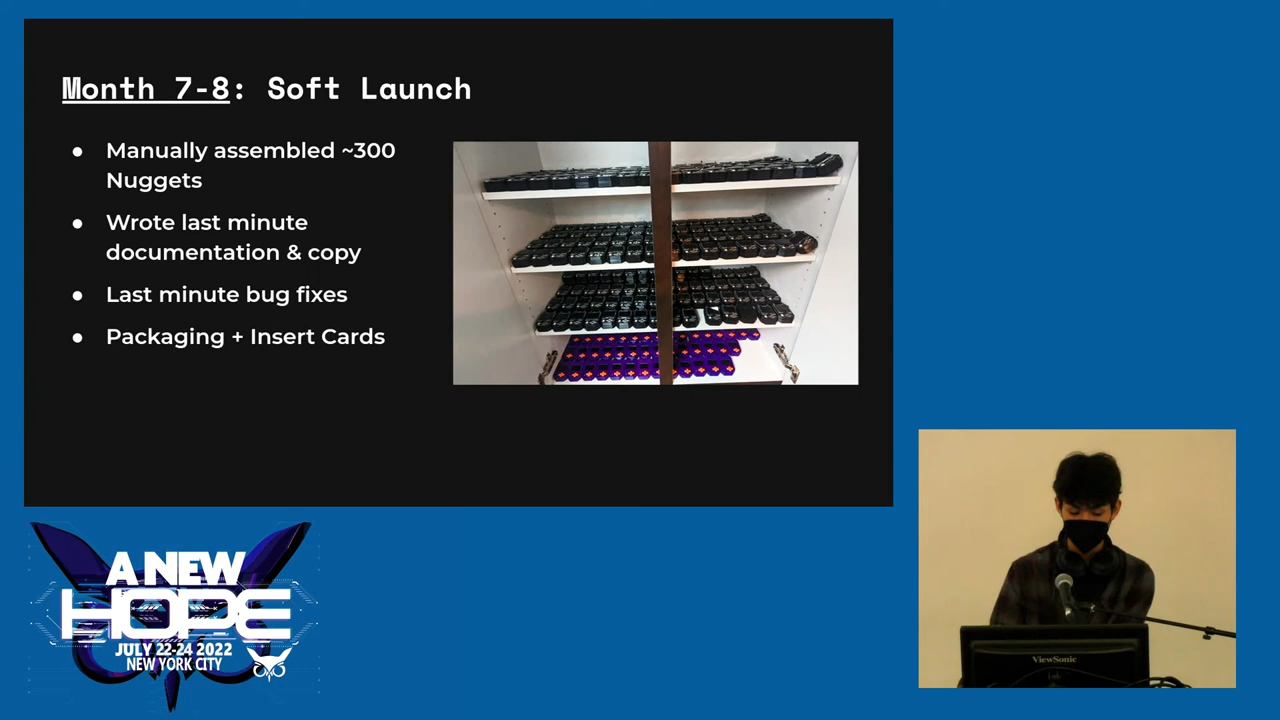 Month 7-8: Soft Launch
● Manually assembled ~300
Nuggets
● Wrote last minute
documentation & copy
● Last minute bug fixes
● Packaging + Insert Cards
A NEW
HOPE
JULY 22-24 2022
NEW YORK CITY
ViewSonic